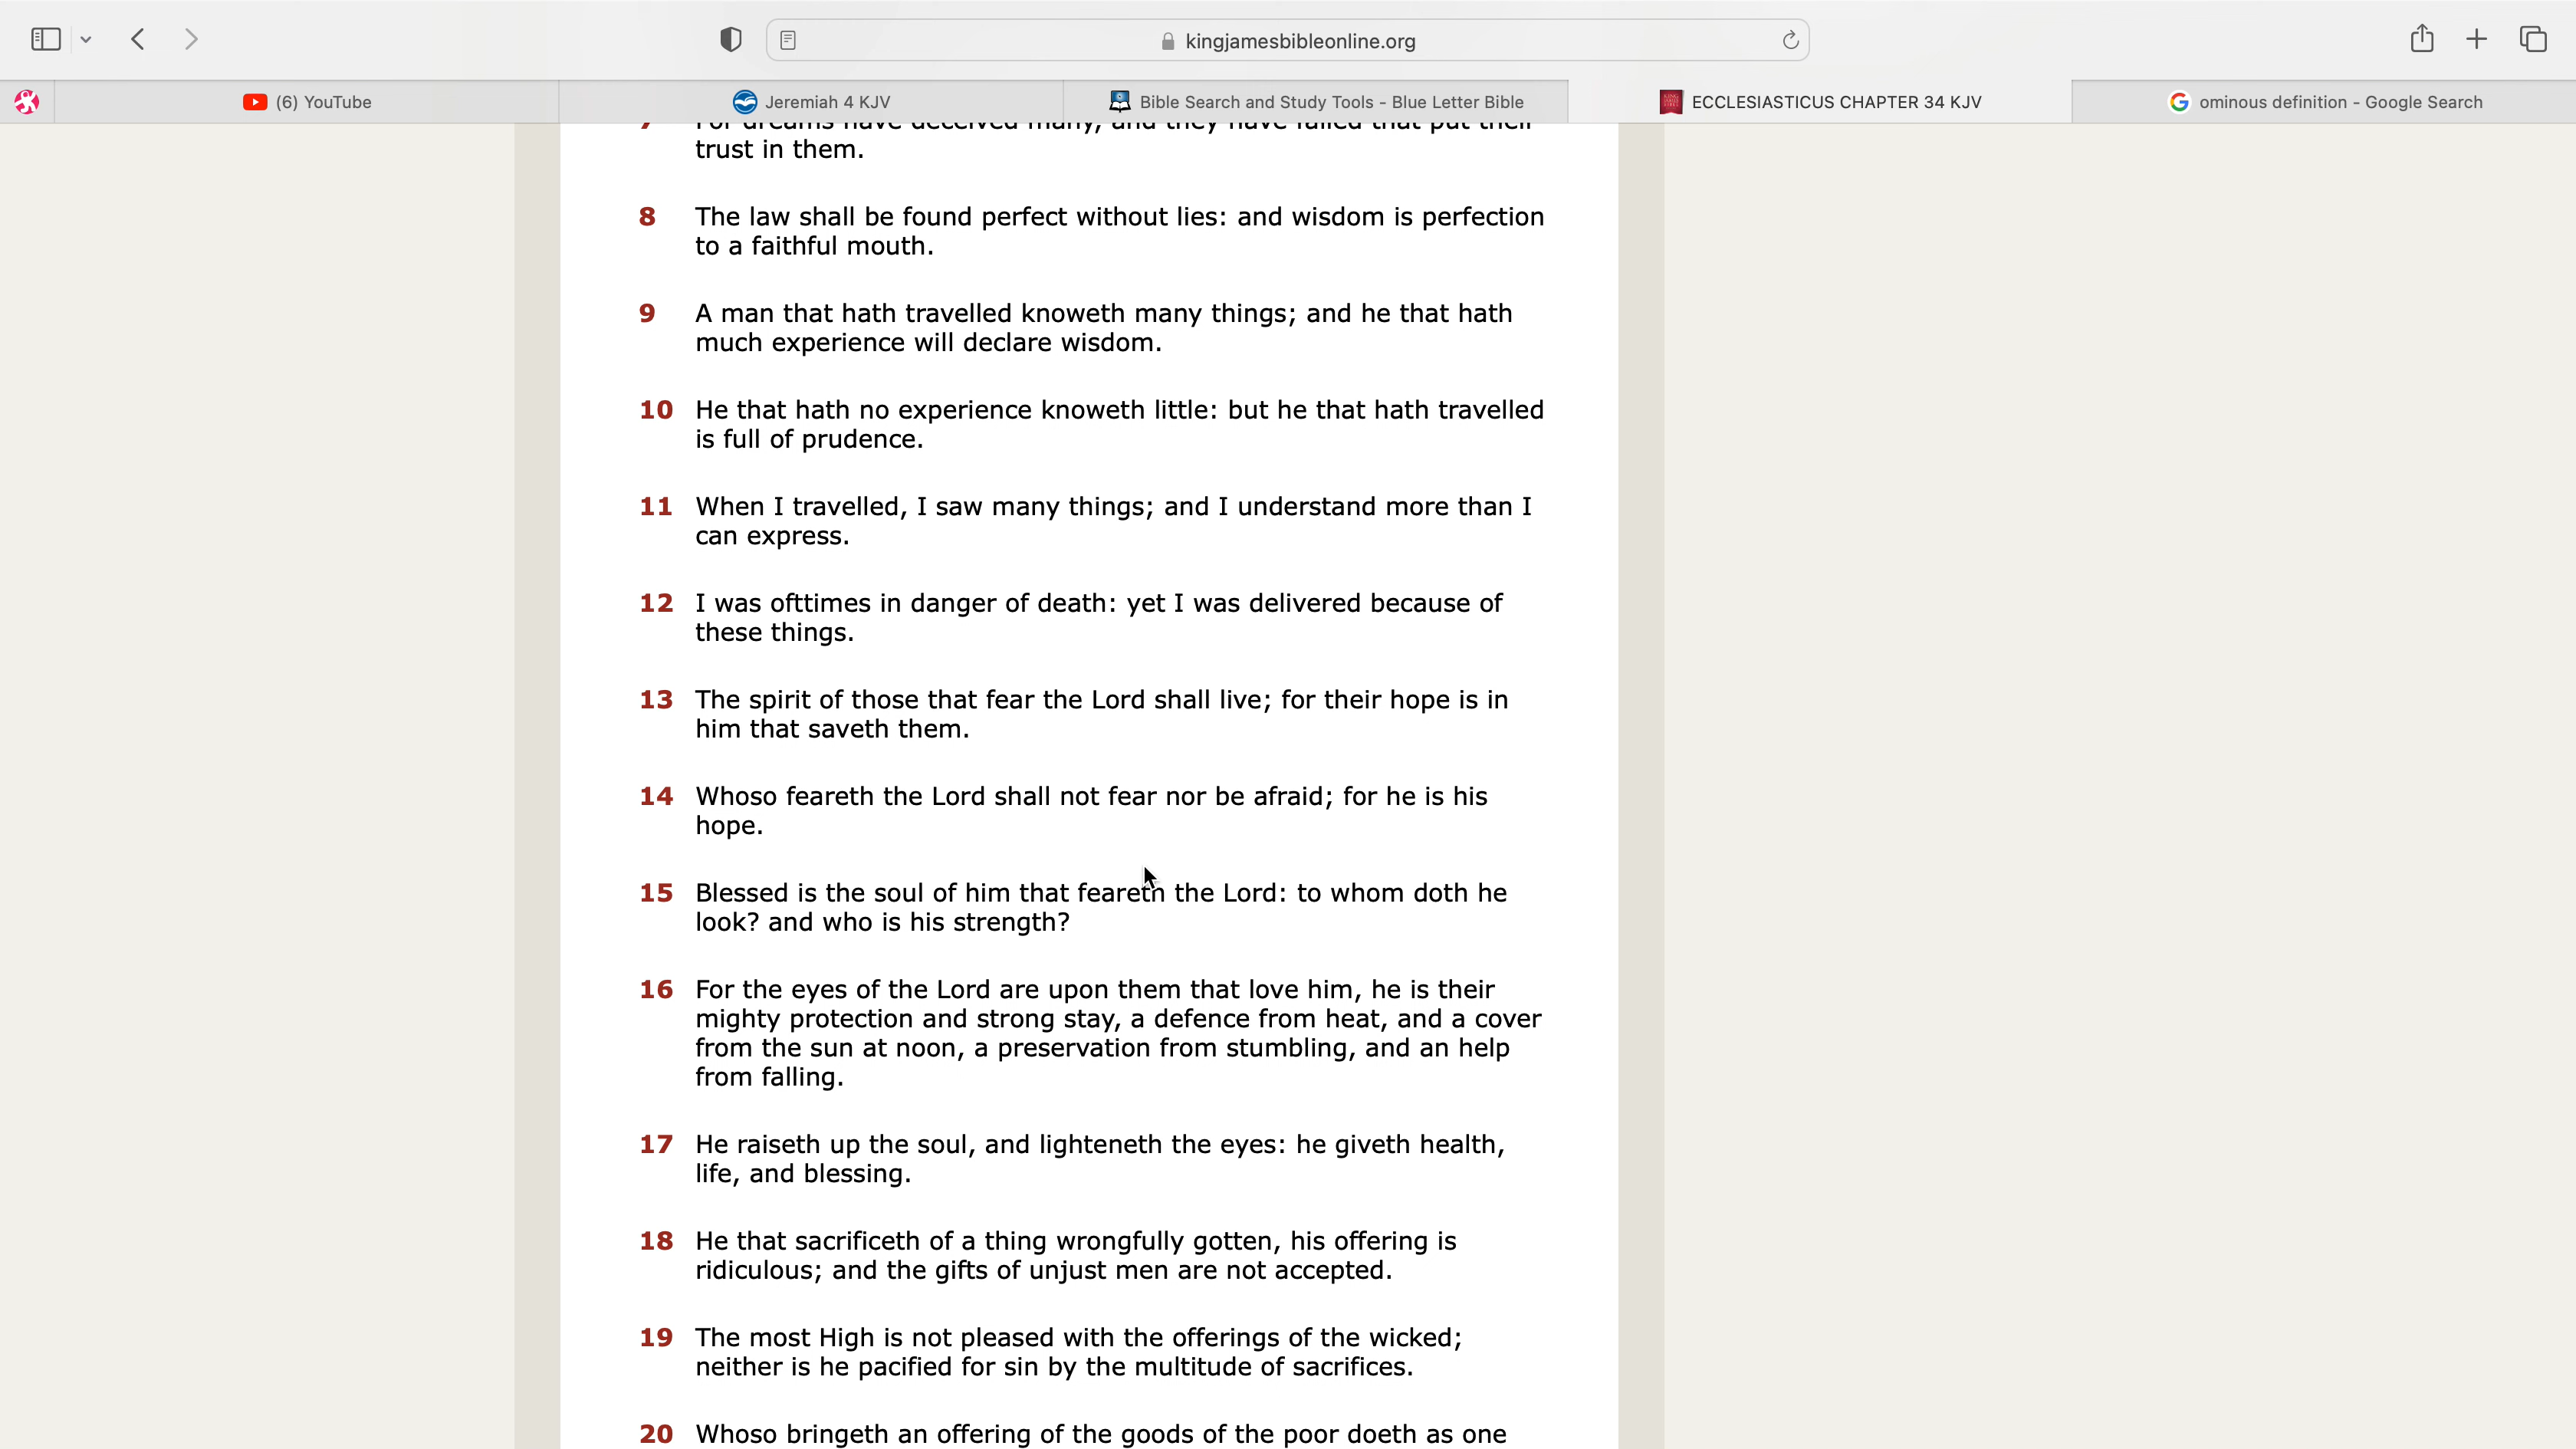 kingjamesbibleonline.org
(6) YouTube
Jeremiah 4 KJV
Bible Search and Study Tools - Blue Letter Bible
ECCLESIASTICUS CHAPTER 34 KJV
ominous definition - Google Search
7 For dreams have deceived many, and they have failed that put their
trust in them.
8 The law shall be found perfect without lies: and wisdom is perfection
to a faithful mouth.
9 A man that hath travelled knoweth many things; and he that hath
much experience will declare wisdom.
10 He that hath no experience knoweth little: but he that hath travelled
is full of prudence.
11 When I travelled, I saw many things; and I understand more than I
can express.
12 I was ofttimes in danger of death: yet I was delivered because of
these things.
13 The spirit of those that fear the Lord shall live; for their hope is in
him that saveth them.
14 Whoso feareth the Lord shall not fear nor be afraid; for he is his
hope.
15 Blessed is the soul of him that feareth the Lord: to whom doth he
look? and who is his strength?
16 For the eyes of the Lord are upon them that love him, he is their
mighty protection and strong stay, a defence from heat, and a cover
from the sun at noon, a preservation from stumbling, and an help
from falling.
17 He raiseth up the soul, and lighteneth the eyes: he giveth health,
life, and blessing.
18 He that sacrificeth of a thing wrongfully gotten, his offering is
ridiculous; and the gifts of unjust men are not accepted.
19 The most High is not pleased with the offerings of the wicked;
neither is he pacified for sin by the multitude of sacrifices.
20 Whoso bringeth an offering of the goods of the poor doeth as one